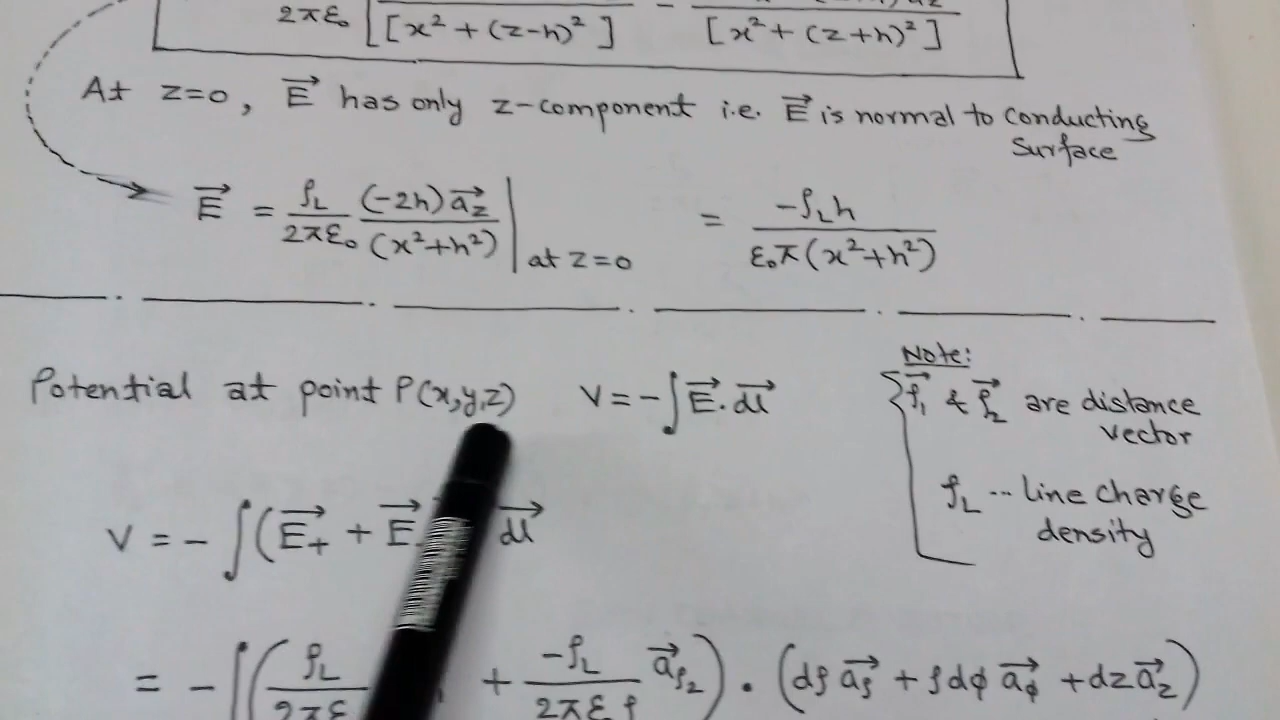 2πε₀ [x² + (z-h)²] - [x² + (z+h)²]
At z=0, E⃗ has only z-component i.e. E⃗ is normal to conducting
surface
E⃗ = ρL/2πε₀ (-2h) a⃗z/(x²+h²) | at z=0 = -ρL h/ε₀π(x²+h²)
Note:
Potential at point P(x,y,z) V = -∫E⃗.dl⃗
ρ⃗₁ & ρ⃗₂ are distance
vector
ρL -- line charge
density
V = -∫(E⃗₊ + E⃗ dl⃗
= -∫(ρL/2πε + -ρL/2πε ρ a⃗ρ₂) . (dρ a⃗ρ + ρdφ a⃗φ + dz a⃗z)